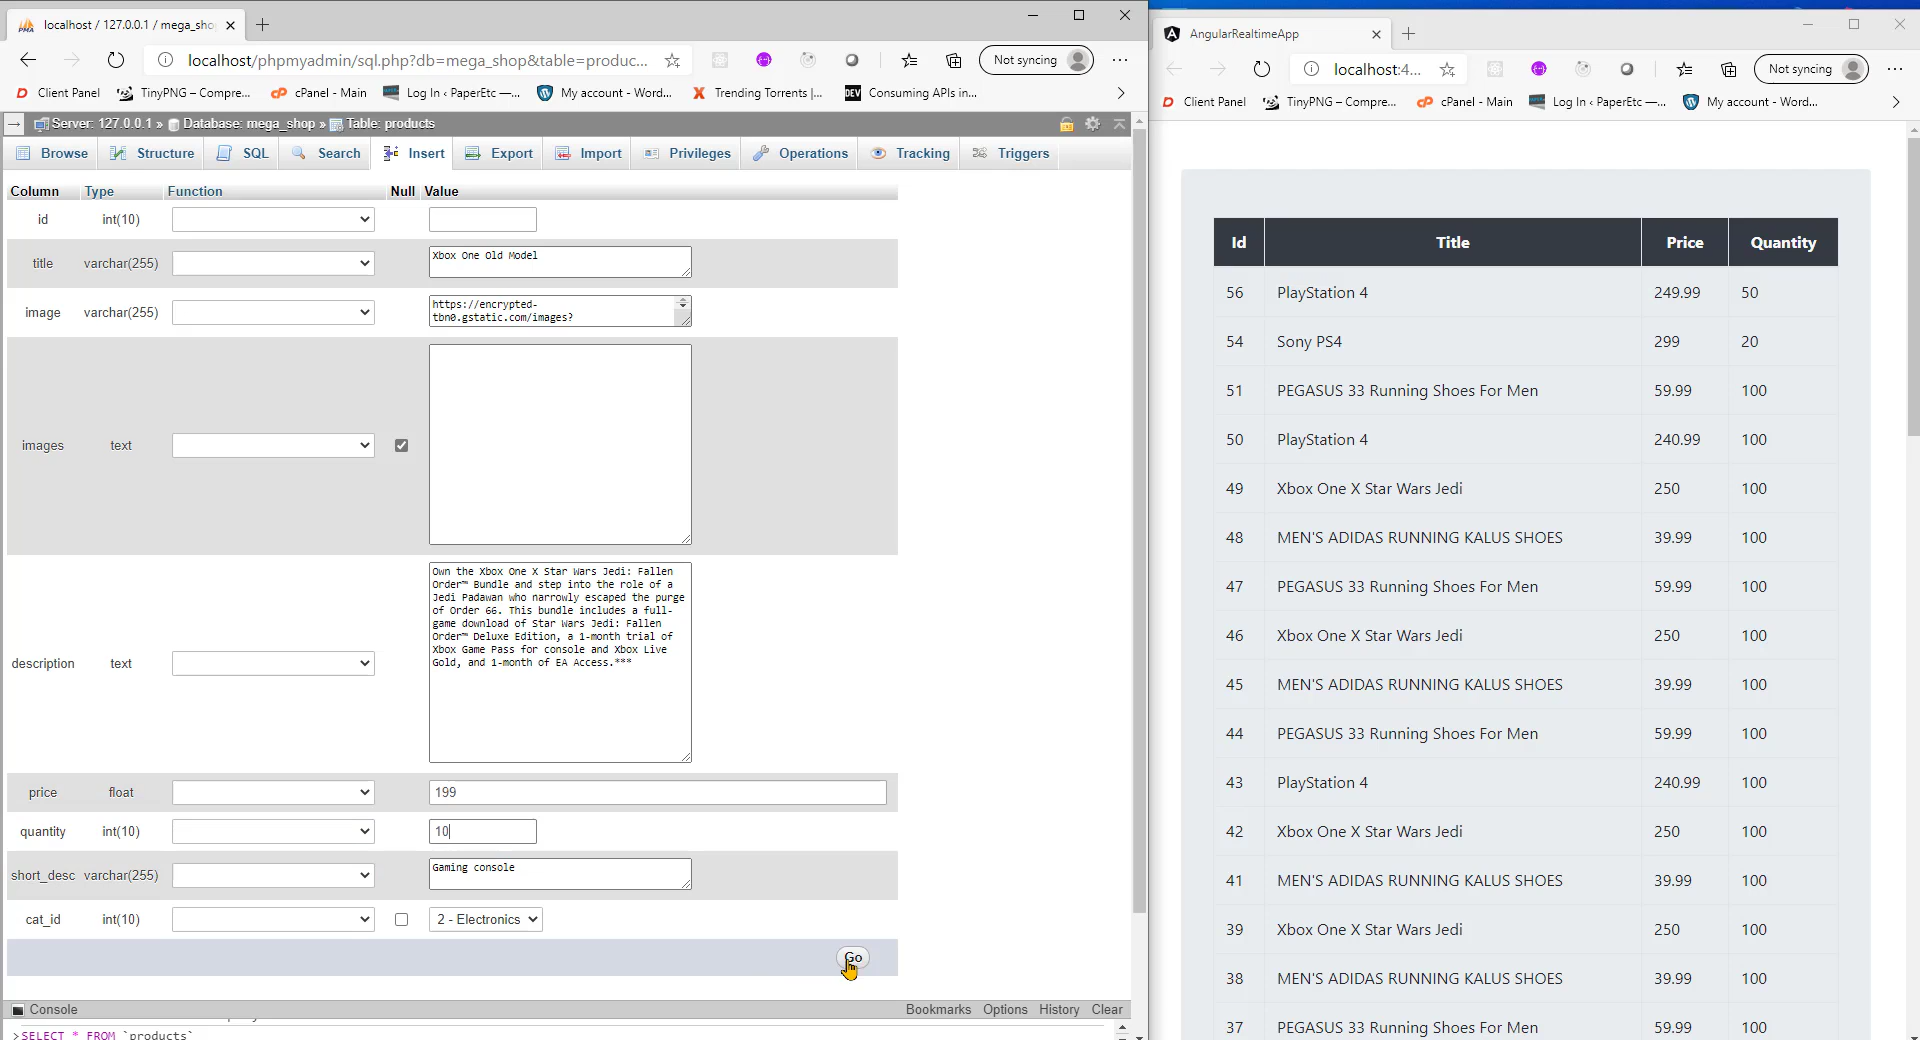 localhost / 127.0.0.1 / mega_sho
localhost/phpmyadmin/sql.php?db=mega_shop&table=produc...
Not syncing
Client Panel
TinyPNG – Compre...
cPanel - Main
Log In ‹ PaperEtc —...
My account - Word...
Trending Torrents |...
Consuming APIs in...
Server: 127.0.0.1 » Database: mega_shop » Table: products
Browse
Structure
SQL
Search
Insert
Export
Import
Privileges
Operations
Tracking
Triggers
Column Type Function Null Value
id int(10)
title varchar(255) Xbox One Old Model
image varchar(255) https://encrypted-
tbn0.gstatic.com/images?
images text
description text
Own the Xbox One X Star Wars Jedi: Fallen
Order™ Bundle and step into the role of a
Jedi Padawan who narrowly escaped the purge
of Order 66. This bundle includes a full-
game download of Star Wars Jedi: Fallen
Order™ Deluxe Edition, a 1-month trial of
Xbox Game Pass for console and Xbox Live
Gold, and 1-month of EA Access.***
price float 199
quantity int(10) 10
short_desc varchar(255) Gaming console
cat_id int(10) 2 - Electronics
Go
Console
Bookmarks Options History Clear
>SELECT * FROM `products`
AngularRealtimeApp
localhost:4...
Not syncing
Client Panel
TinyPNG – Compre...
cPanel - Main
Log In ‹ PaperEtc —...
My account - Word...
Id Title Price Quantity
56 PlayStation 4 249.99 50
54 Sony PS4 299 20
51 PEGASUS 33 Running Shoes For Men 59.99 100
50 PlayStation 4 240.99 100
49 Xbox One X Star Wars Jedi 250 100
48 MEN'S ADIDAS RUNNING KALUS SHOES 39.99 100
47 PEGASUS 33 Running Shoes For Men 59.99 100
46 Xbox One X Star Wars Jedi 250 100
45 MEN'S ADIDAS RUNNING KALUS SHOES 39.99 100
44 PEGASUS 33 Running Shoes For Men 59.99 100
43 PlayStation 4 240.99 100
42 Xbox One X Star Wars Jedi 250 100
41 MEN'S ADIDAS RUNNING KALUS SHOES 39.99 100
39 Xbox One X Star Wars Jedi 250 100
38 MEN'S ADIDAS RUNNING KALUS SHOES 39.99 100
37 PEGASUS 33 Running Shoes For Men 59.99 100